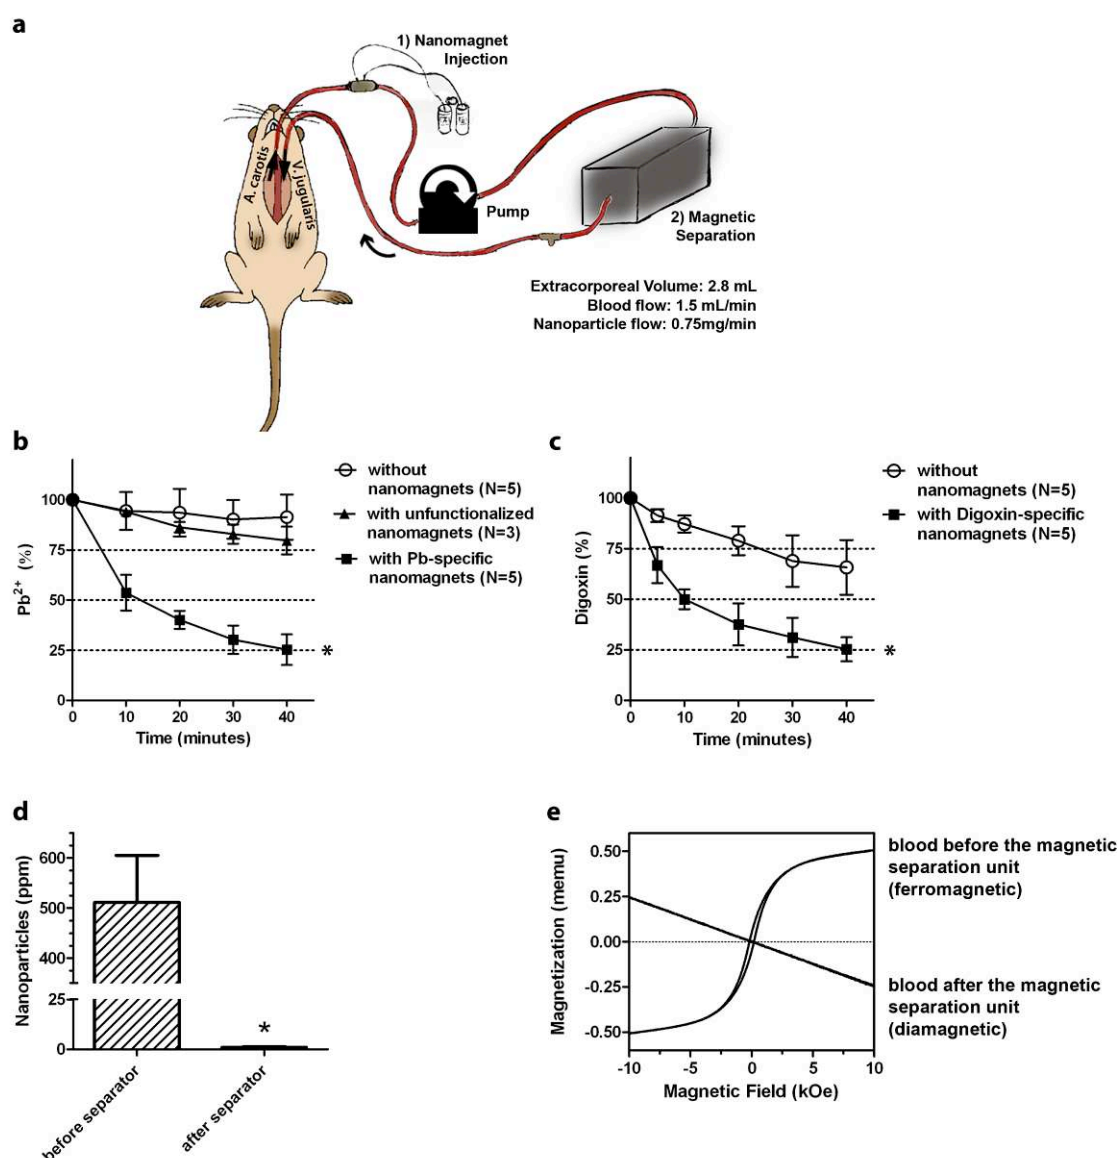 a
1) Nanomagnet
Injection
A. carotis
V. jugularis
Pump
2) Magnetic
Separation
Extracorporeal Volume: 2.8 mL
Blood flow: 1.5 mL/min
Nanoparticle flow: 0.75mg/min
b
100
75
50
25
0
Pb2+ (%)
0 10 20 30 40
Time (minutes)
without
nanomagnets (N=5)
with unfunctionalized
nanomagnets (N=3)
with Pb-specific
nanomagnets (N=5)
*
c
100
75
50
25
0
Digoxin (%)
0 10 20 30 40
Time (minutes)
without
nanomagnets (N=5)
with Digoxin-specific
nanomagnets (N=5)
*
d
600
500
400
25
0
Nanoparticles (ppm)
*
before separator
after separator
e
0.50
0.25
0.00
-0.25
-0.50
Magnetization (memu)
-10 -5 0 5 10
Magnetic Field (kOe)
blood before the magnetic
separation unit
(ferromagnetic)
blood after the magnetic
separation unit
(diamagnetic)